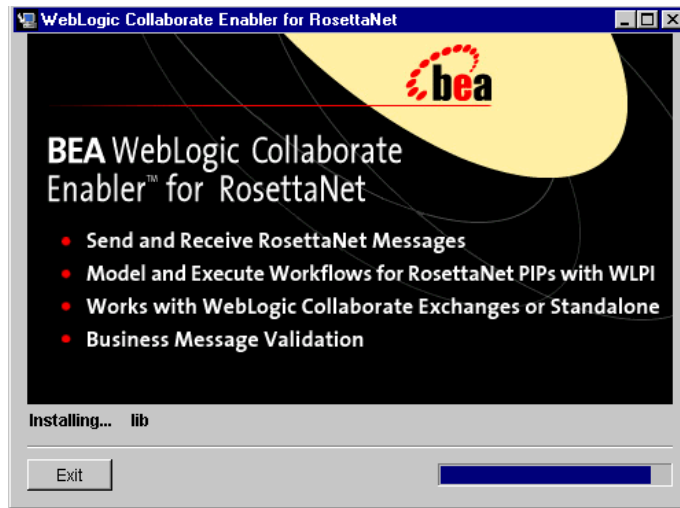 WebLogic Collaborate Enabler for RosettaNet
bea
BEA WebLogic Collaborate
Enabler™ for RosettaNet
• Send and Receive RosettaNet Messages
• Model and Execute Workflows for RosettaNet PIPs with WLPI
• Works with WebLogic Collaborate Exchanges or Standalone
• Business Message Validation
Installing... lib
Exit